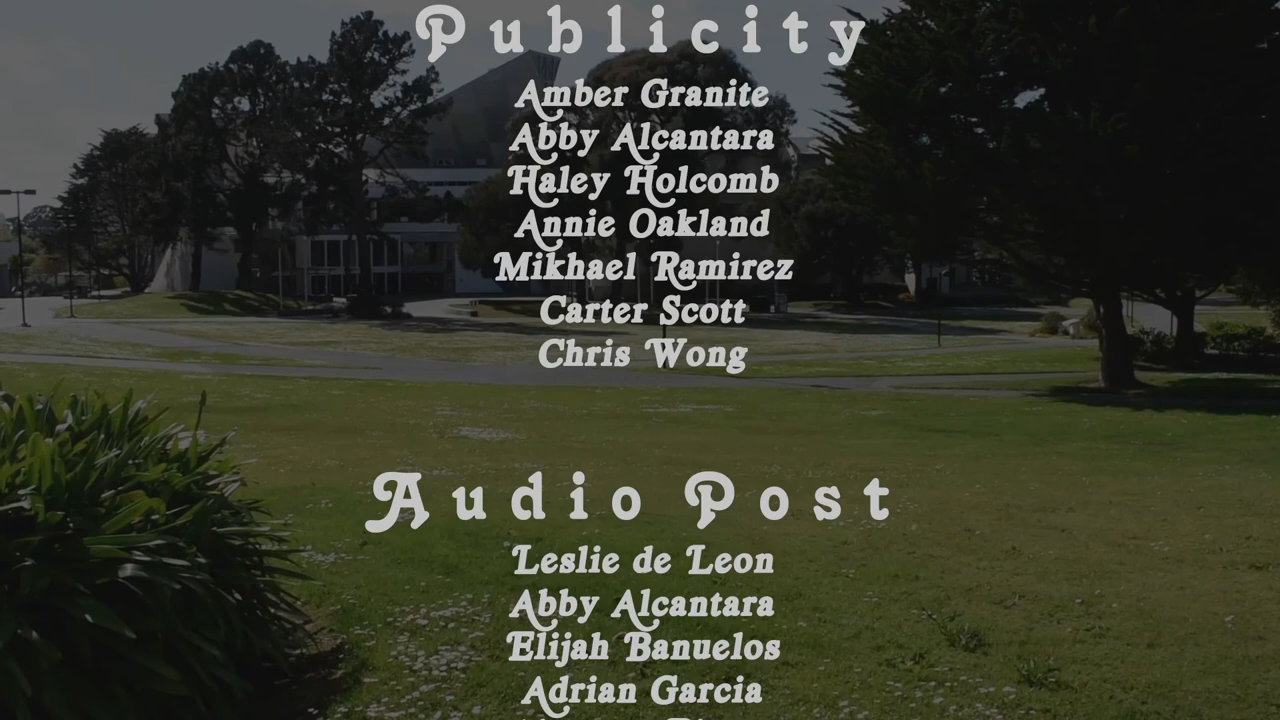 Publicity
Amber Granite
Abby Alcantara
Haley Holcomb
Annie Oakland
Mikhael Ramirez
Carter Scott
Chris Wong
Audio Post
Leslie de Leon
Abby Alcantara
Elijah Banuelos
Adrian Garcia